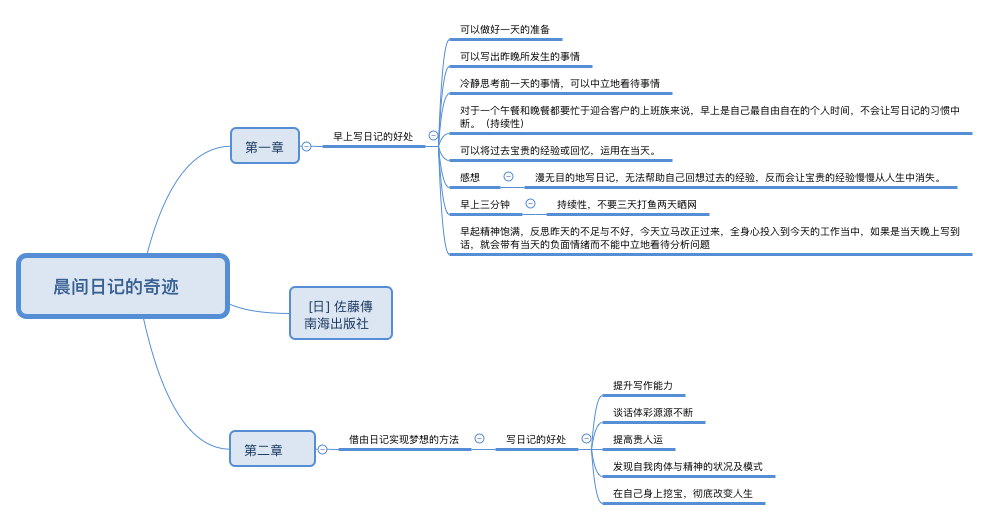 晨间日记的奇迹
第一章
早上写日记的好处
可以做好一天的准备
可以写出昨晚所发生的事情
冷静思考前一天的事情，可以中立地看待事情
对于一个午餐和晚餐都要忙于迎合客户的上班族来说，早上是自己最自由自在的个人时间，不会让写日记的习惯中
断。（持续性）
可以将过去宝贵的经验或回忆，运用在当天。
感想
漫无目的地写日记，无法帮助自己回想过去的经验，反而会让宝贵的经验慢慢从人生中消失。
早上三分钟
持续性，不要三天打鱼两天晒网
早起精神饱满，反思昨天的不足与不好，今天立马改正过来，全身心投入到今天的工作当中，如果是当天晚上写到
话，就会带有当天的负面情绪而不能中立地看待分析问题
[日] 佐藤傳
南海出版社
第二章
借由日记实现梦想的方法
写日记的好处
提升写作能力
谈话体彩源源不断
提高贵人运
发现自我肉体与精神的状况及模式
在自己身上挖宝，彻底改变人生